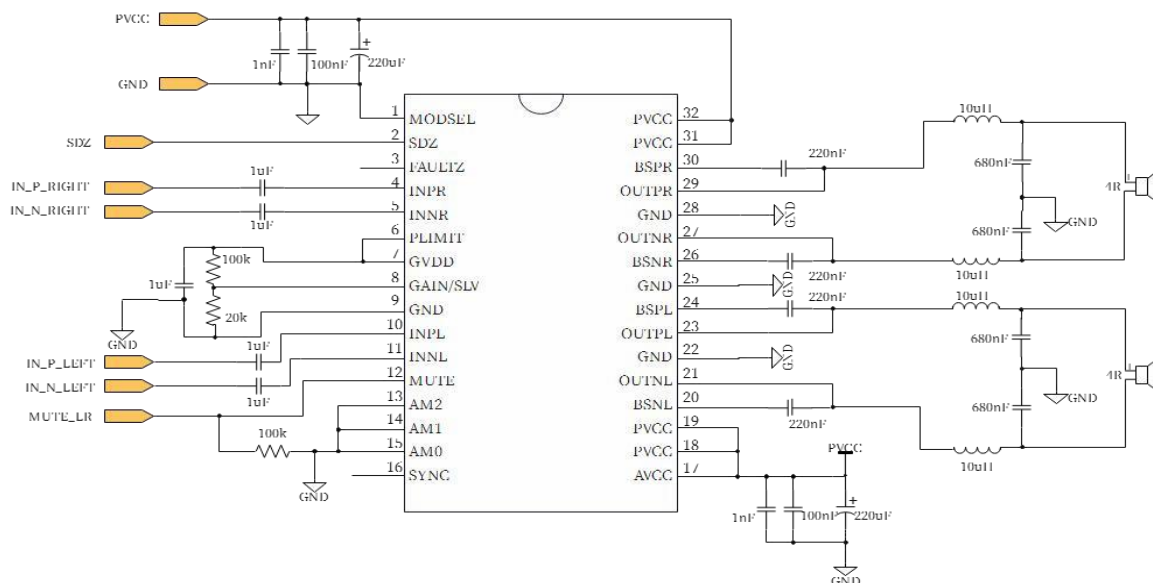 PVCC
1nF 100nF + 220uF
GND
SDZ
IN_P_RIGHT 1uF
IN_N_RIGHT 1uF
1uF 100k
20k
GND
IN_P_LEFT 1uF
IN_N_LEFT 1uF
MUTE_LR
100k
GND
1 MODSEL
2 SDZ
3 FAULTZ
4 INPR
5 INNR
6 PLIMIT
7 GVDD
8 GAIN/SLV
9 GND
10 INPL
11 INNL
12 MUTE
13 AM2
14 AM1
15 AM0
16 SYNC
PVCC 32
PVCC 31
BSPR 30
OUTPR 29
GND 28
OUTNR 27
BSNR 26
GND 25
BSPL 24
OUTPL 23
GND 22
OUTNL 21
BSNL 20
PVCC 19
PVCC 18
AVCC 17
220nF
GND
220nF
GND
220nF
GND
220nF
10uH
680nF
4R
GND
680nF
10uH
10uH
680nF
4R
GND
680nF
10uH
PVCC
1nF 100nF + 220uF
GND